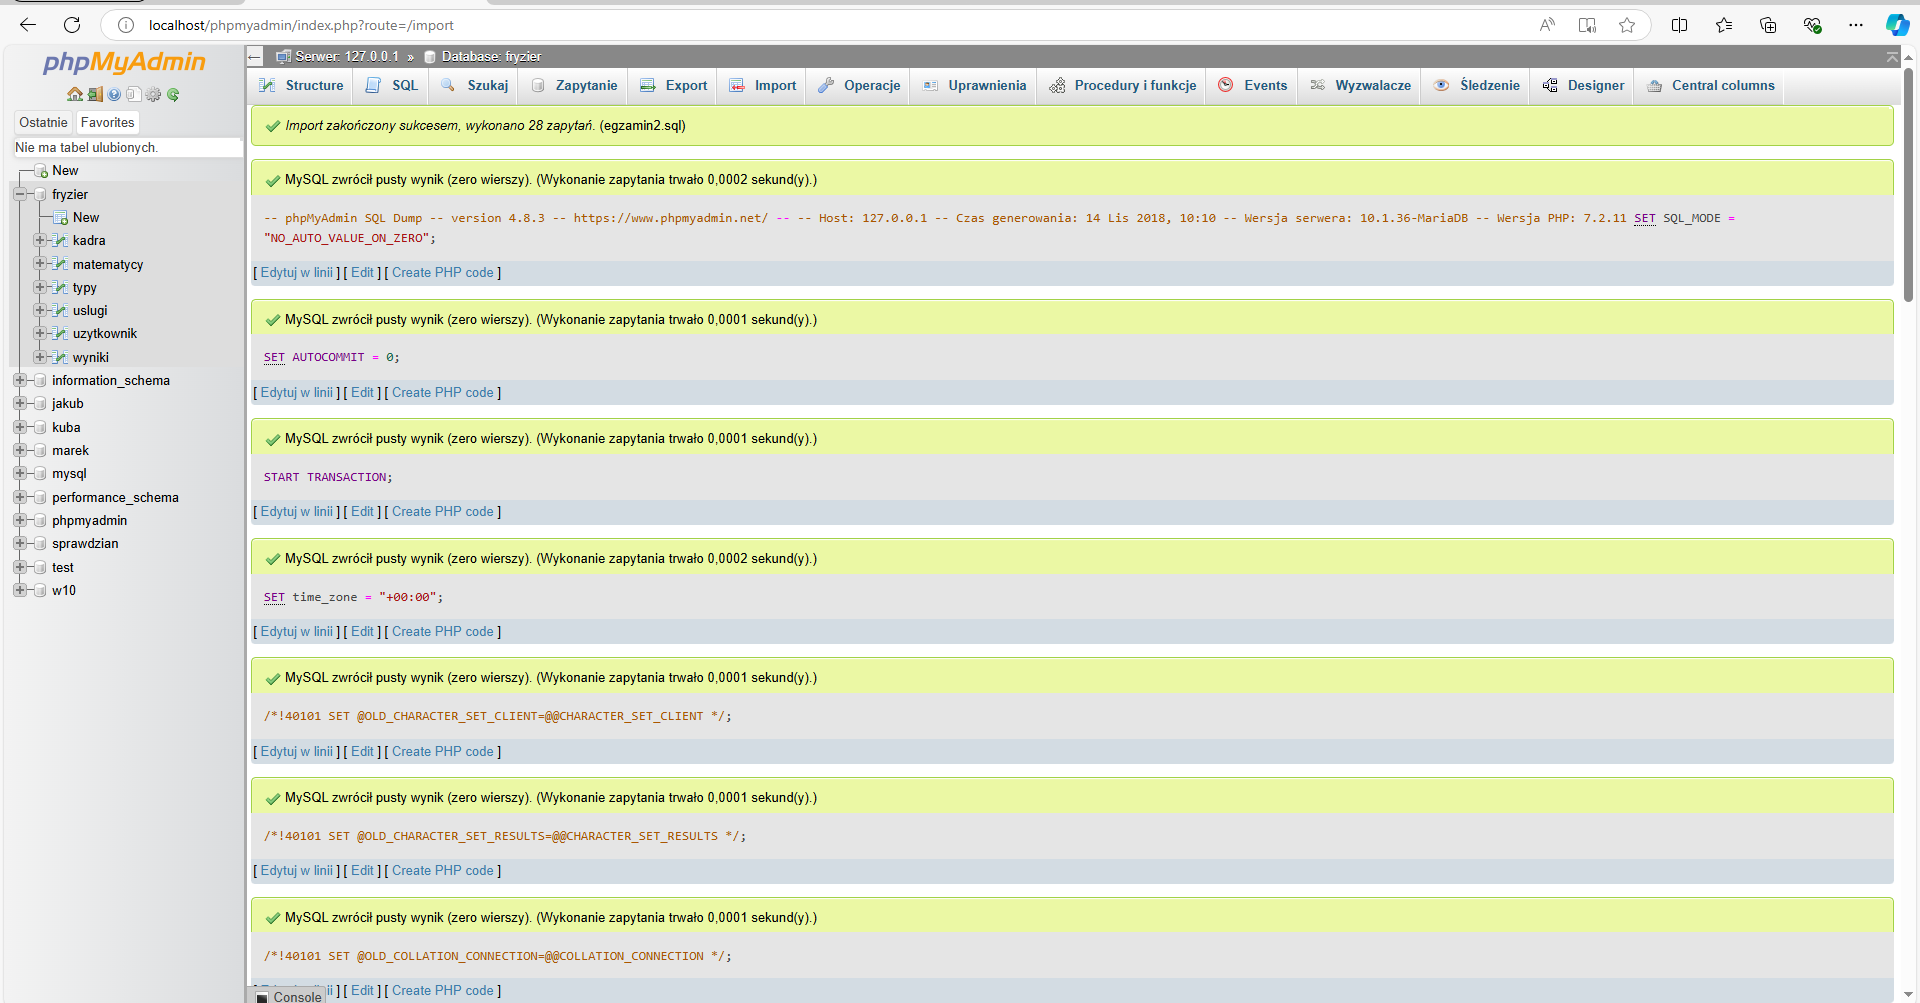 localhost/phpmyadmin/index.php?route=/import
phpMyAdmin
Ostatnie Favorites
Nie ma tabel ulubionych.
New
fryzier
New
kadra
matematycy
typy
uslugi
uzytkownik
wyniki
information_schema
jakub
kuba
marek
mysql
performance_schema
phpmyadmin
sprawdzian
test
w10
Serwer: 127.0.0.1 » Database: fryzier
Structure SQL Szukaj Zapytanie Export Import Operacje Uprawnienia Procedury i funkcje Events Wyzwalacze Śledzenie Designer Central columns
Import zakończony sukcesem, wykonano 28 zapytań. (egzamin2.sql)
MySQL zwrócił pusty wynik (zero wierszy). (Wykonanie zapytania trwało 0,0002 sekund(y).)
-- phpMyAdmin SQL Dump -- version 4.8.3 -- https://www.phpmyadmin.net/ -- -- Host: 127.0.0.1 -- Czas generowania: 14 Lis 2018, 10:10 -- Wersja serwera: 10.1.36-MariaDB -- Wersja PHP: 7.2.11 SET SQL_MODE =
"NO_AUTO_VALUE_ON_ZERO";
[ Edytuj w linii ] [ Edit ] [ Create PHP code ]
MySQL zwrócił pusty wynik (zero wierszy). (Wykonanie zapytania trwało 0,0001 sekund(y).)
SET AUTOCOMMIT = 0;
[ Edytuj w linii ] [ Edit ] [ Create PHP code ]
MySQL zwrócił pusty wynik (zero wierszy). (Wykonanie zapytania trwało 0,0001 sekund(y).)
START TRANSACTION;
[ Edytuj w linii ] [ Edit ] [ Create PHP code ]
MySQL zwrócił pusty wynik (zero wierszy). (Wykonanie zapytania trwało 0,0002 sekund(y).)
SET time_zone = "+00:00";
[ Edytuj w linii ] [ Edit ] [ Create PHP code ]
MySQL zwrócił pusty wynik (zero wierszy). (Wykonanie zapytania trwało 0,0001 sekund(y).)
/*!40101 SET @OLD_CHARACTER_SET_CLIENT=@@CHARACTER_SET_CLIENT */;
[ Edytuj w linii ] [ Edit ] [ Create PHP code ]
MySQL zwrócił pusty wynik (zero wierszy). (Wykonanie zapytania trwało 0,0001 sekund(y).)
/*!40101 SET @OLD_CHARACTER_SET_RESULTS=@@CHARACTER_SET_RESULTS */;
[ Edytuj w linii ] [ Edit ] [ Create PHP code ]
MySQL zwrócił pusty wynik (zero wierszy). (Wykonanie zapytania trwało 0,0001 sekund(y).)
/*!40101 SET @OLD_COLLATION_CONNECTION=@@COLLATION_CONNECTION */;
] [ Edit ] [ Create PHP code ]
Console